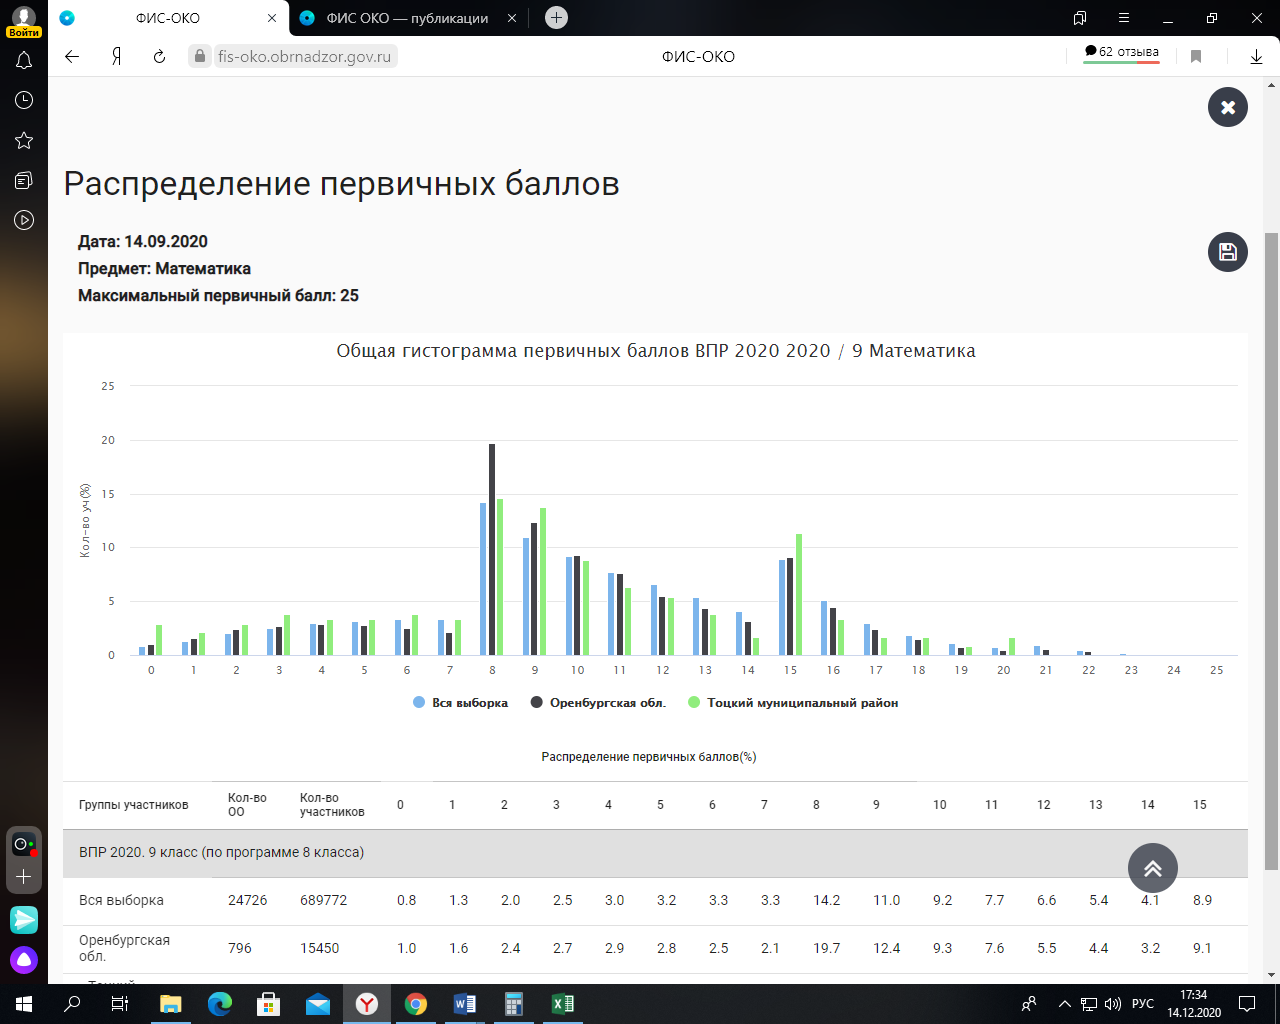 Войти
ФИС-ОКО
ФИС ОКО — публикации
Я
fis-oko.obrnadzor.gov.ru
ФИС-ОКО
62 отзыва
Распределение первичных баллов
Дата: 14.09.2020
Предмет: Математика
Максимальный первичный балл: 25
Общая гистограмма первичных баллов ВПР 2020 2020 / 9 Математика
Кол-во уч(%)
25
20
15
10
5
0
0 1 2 3 4 5 6 7 8 9 10 11 12 13 14 15 16 17 18 19 20 21 22 23 24 25
Вся выборка Оренбургская обл. Тоцкий муниципальный район
Распределение первичных баллов(%)
Группы участников Кол-во ОО Кол-во участников 0 1 2 3 4 5 6 7 8 9 10 11 12 13 14 15
ВПР 2020. 9 класс (по программе 8 класса)
Вся выборка 24726 689772 0.8 1.3 2.0 2.5 3.0 3.2 3.3 3.3 14.2 11.0 9.2 7.7 6.6 5.4 4.1 8.9
Оренбургская обл. 796 15450 1.0 1.6 2.4 2.7 2.9 2.8 2.5 2.1 19.7 12.4 9.3 7.6 5.5 4.4 3.2 9.1
РУС
17:34
14.12.2020